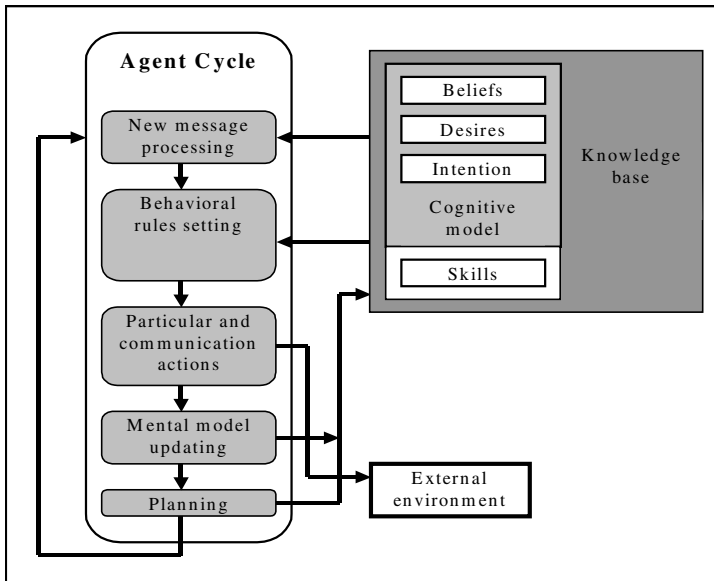 Agent Cycle
New message
processing
Behavioral
rules setting
Particular and
communication
actions
Mental model
updating
Planning
Beliefs
Desires
Intention
Cognitive
model
Skills
Knowledge
base
External
environment